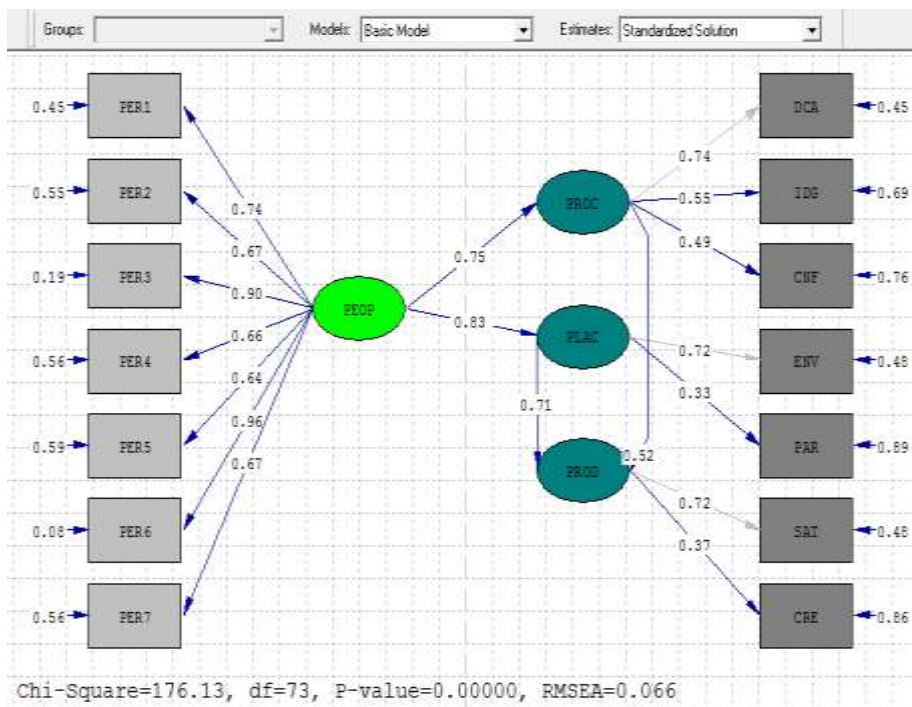 Groups: Models: Basic Model Estimates: Standardized Solution
0.45 PER1
0.55 PER2
0.19 PER3
0.56 PER4
0.59 PER5
0.08 PER6
0.56 PER7
0.74
0.67
0.90
0.66
0.64
0.96
0.67
PEOP
0.75
0.83
PROC
PLAC
0.71
PROD
0.52
0.74
0.55
0.49
0.72
0.33
0.72
0.37
DCA 0.45
IDG 0.69
CNF 0.76
ENV 0.48
PAR 0.89
SAT 0.48
CRE 0.86
Chi-Square=176.13, df=73, P-value=0.00000, RMSEA=0.066